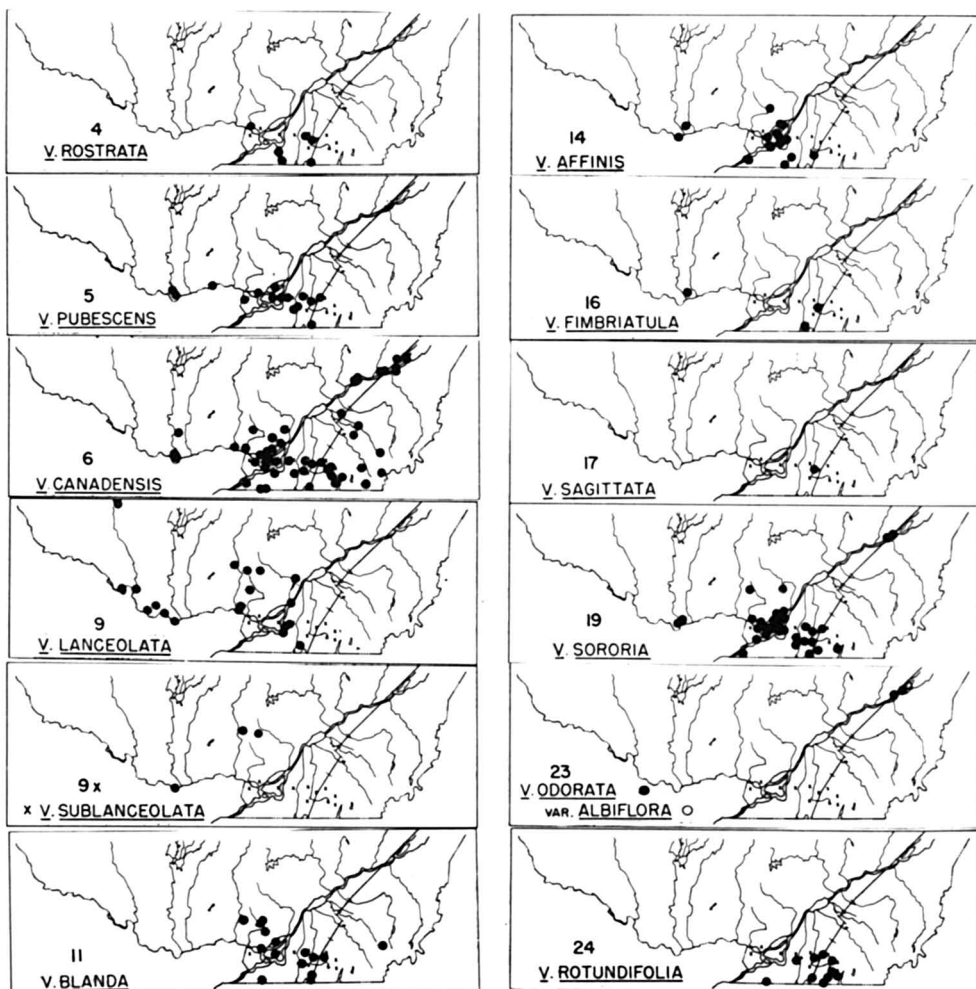 4
V. ROSTRATA
5
V. PUBESCENS
6
V. CANADENSIS
9
V. LANCEOLATA
9x
x V. SUBLANCEOLATA
11
V. BLANDA
14
V. AFFINIS
16
V. FIMBRIATULA
17
V. SAGITTATA
19
V. SORORIA
23
V. ODORATA
VAR. ALBIFLORA
24
V. ROTUNDIFOLIA